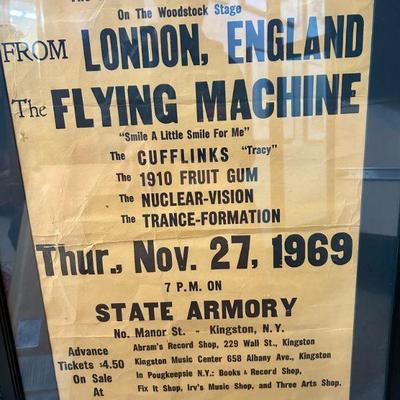 On The Woodstock Stage
FROM LONDON, ENGLAND
The FLYING MACHINE
"Smile A Little Smile For Me"
The CUFFLINKS "Tracy"
The 1910 FRUIT GUM
The NUCLEAR-VISION
The TRANCE-FORMATION
Thur., Nov. 27, 1969
7 P.M. ON
STATE ARMORY
No. Manor St. - Kingston, N.Y.
Advance Tickets $4.50 On Sale At
Abram's Record Shop, 229 Wall St., Kingston
Kingston Music Center 658 Albany Ave., Kingston
In Pougkeepsie N.Y.: Books & Record Shop,
Fix It Shop, Irv's Music Shop, and Three Arts Shop.